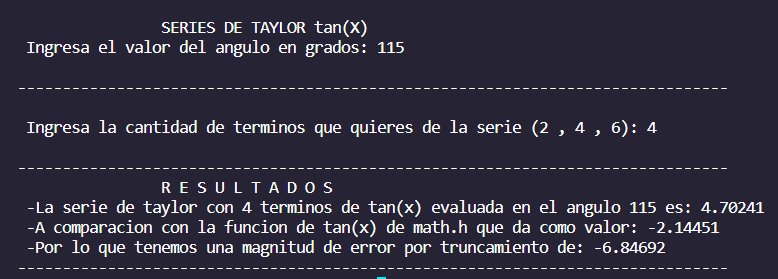 SERIES DE TAYLOR tan(X)
Ingresa el valor del angulo en grados: 115
-------------------------------------------------------------------------------
Ingresa la cantidad de terminos que quieres de la serie (2 , 4 , 6): 4
-------------------------------------------------------------------------------
R E S U L T A D O S
-La serie de taylor con 4 terminos de tan(x) evaluada en el angulo 115 es: 4.70241
-A comparacion con la funcion de tan(x) de math.h que da como valor: -2.14451
-Por lo que tenemos una magnitud de error por truncamiento de: -6.84692
-------------------------------------------------------------------------------